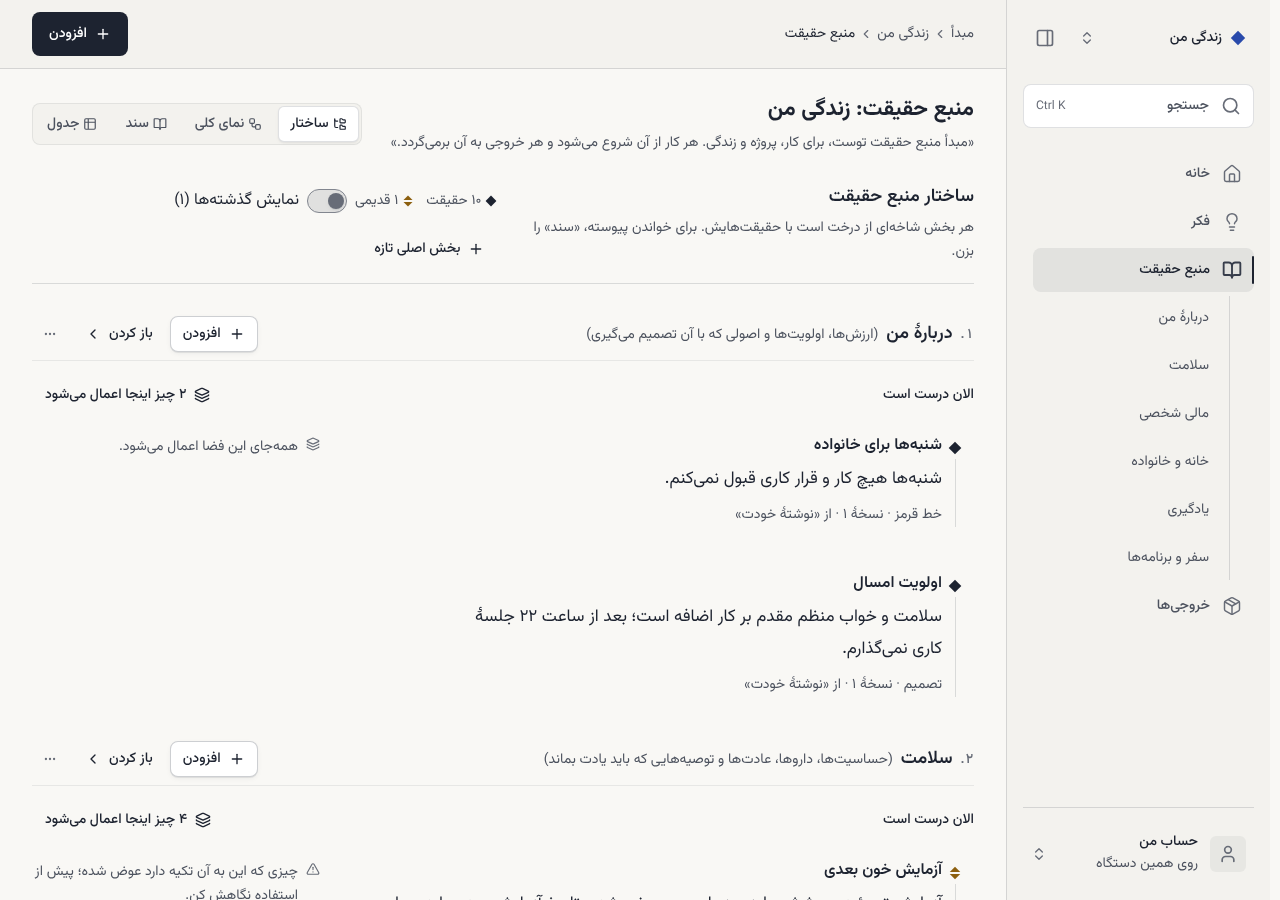 زندگی من
جستجو
Ctrl K
خانه
فکر
منبع حقیقت
دربارهٔ من
سلامت
مالی شخصی
خانه و خانواده
یادگیری
سفر و برنامه‌ها
خروجی‌ها
حساب من
روی همین دستگاه
مبدأ › زندگی من › منبع حقیقت
افزودن
منبع حقیقت: زندگی من
«مبدأ منبع حقیقت توست، برای کار، پروژه و زندگی. هر کار از آن شروع می‌شود و هر خروجی به آن برمی‌گردد.»
ساختار
نمای کلی
سند
جدول
ساختار منبع حقیقت
هر بخش شاخه‌ای از درخت است با حقیقت‌هایش. برای خواندن پیوسته، «سند» را
بزن.
۱۰ حقیقت
۱ قدیمی
نمایش گذشته‌ها (۱)
بخش اصلی تازه
۱. دربارهٔ من (ارزش‌ها، اولویت‌ها و اصولی که با آن تصمیم می‌گیری)
افزودن
باز کردن
الان درست است
۲ چیز اینجا اعمال می‌شود
شنبه‌ها برای خانواده
شنبه‌ها هیچ کار و قرار کاری قبول نمی‌کنم.
خط قرمز · نسخهٔ ۱ · از «نوشتهٔ خودت»
همه‌جای این فضا اعمال می‌شود.
اولویت امسال
سلامت و خواب منظم مقدم بر کار اضافه است؛ بعد از ساعت ۲۲ جلسهٔ
کاری نمی‌گذارم.
تصمیم · نسخهٔ ۱ · از «نوشتهٔ خودت»
۲. سلامت (حساسیت‌ها، داروها، عادت‌ها و توصیه‌هایی که باید یادت بماند)
افزودن
باز کردن
الان درست است
۴ چیز اینجا اعمال می‌شود
آزمایش خون بعدی
چیزی که این به آن تکیه دارد عوض شده؛ پیش از
استفاده نگاهش کن.